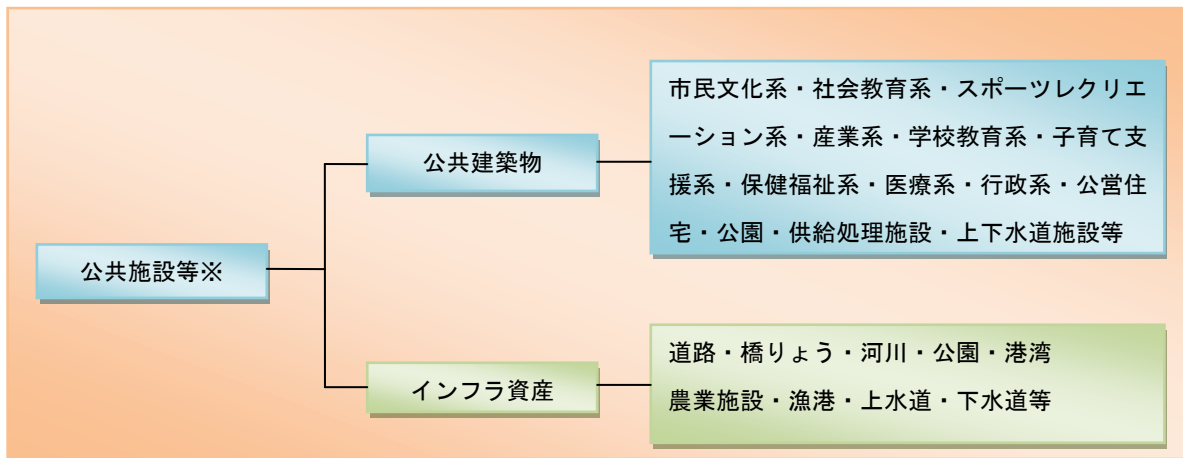 市民文化系・社会教育系・スポーツレクリエ
ーション系・産業系・学校教育系・子育て支
援系・保健福祉系・医療系・行政系・公営住
宅・公園・供給処理施設・上下水道施設等
公共建築物
公共施設等※
インフラ資産
道路・橋りょう・河川・公園・港湾
農業施設・漁港・上水道・下水道等